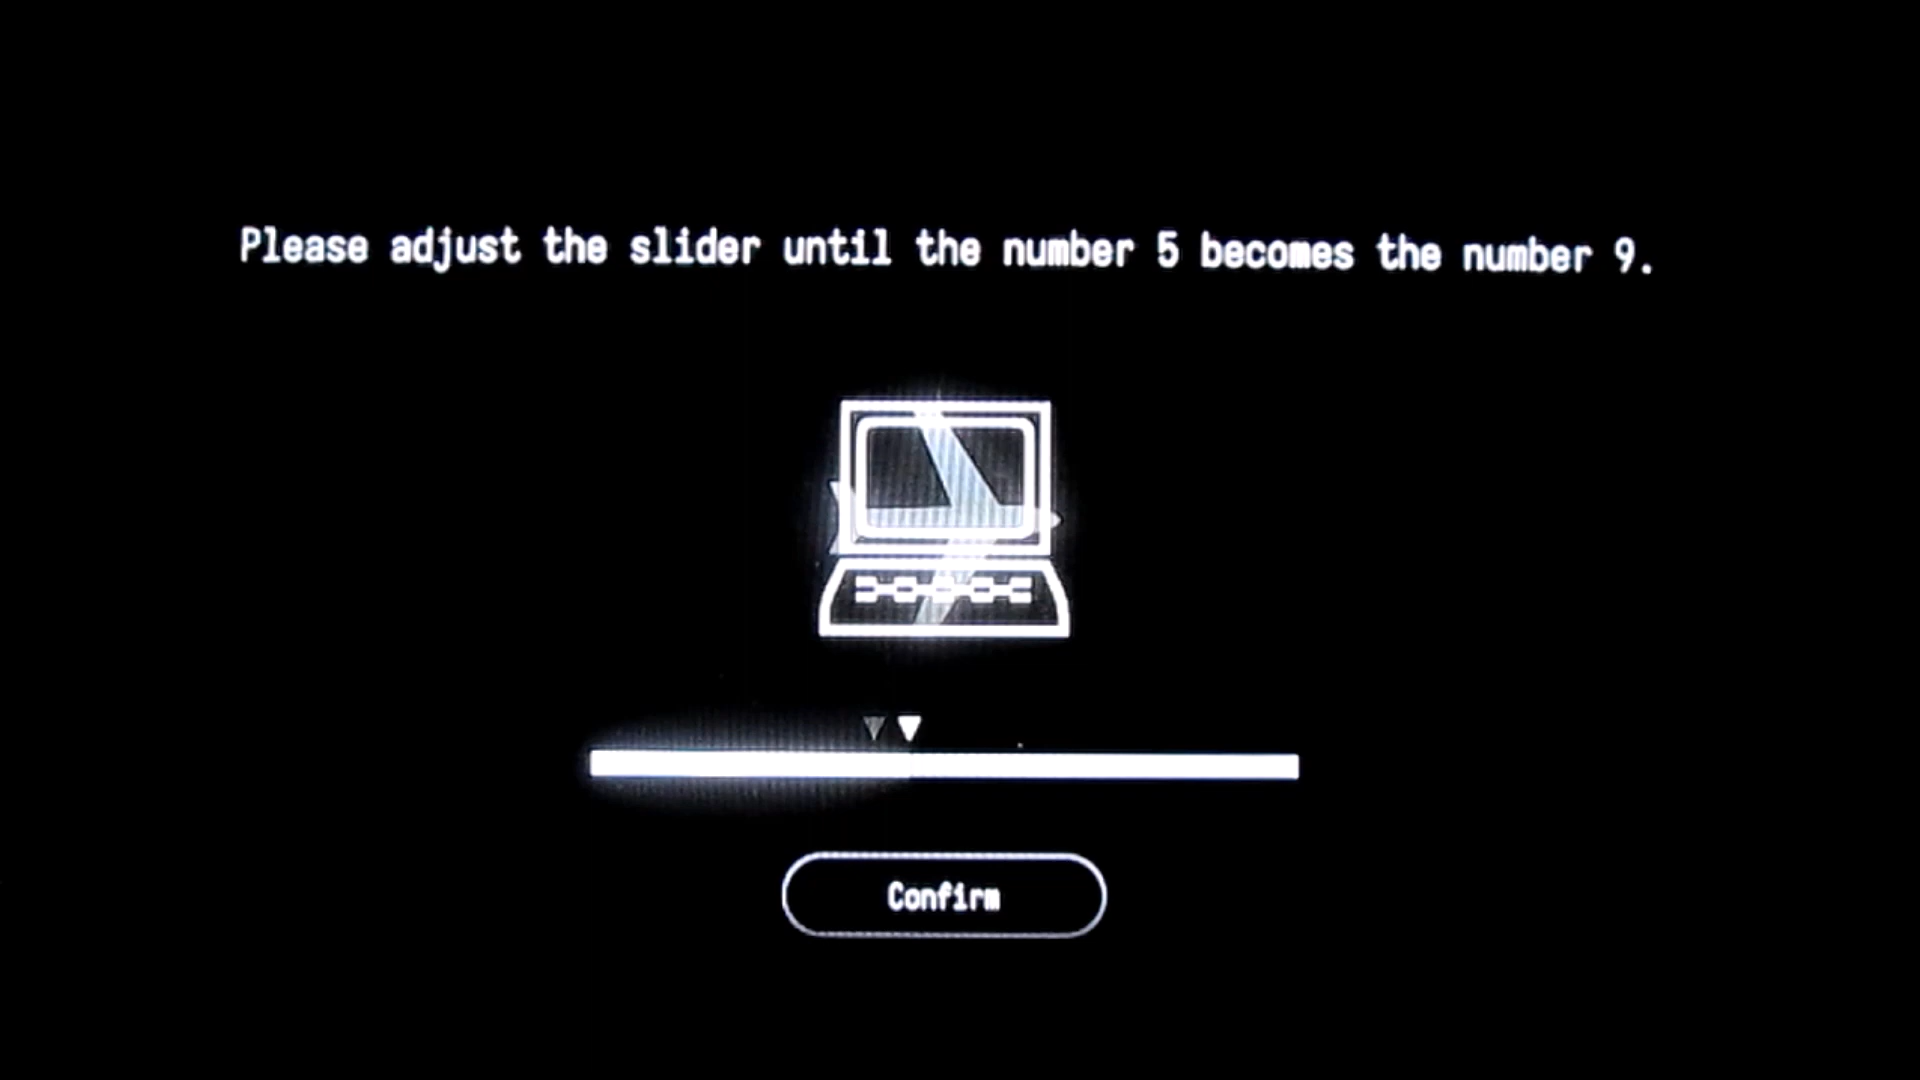 Please adjust the slider until the number 5 becomes the number 9.
Confirm